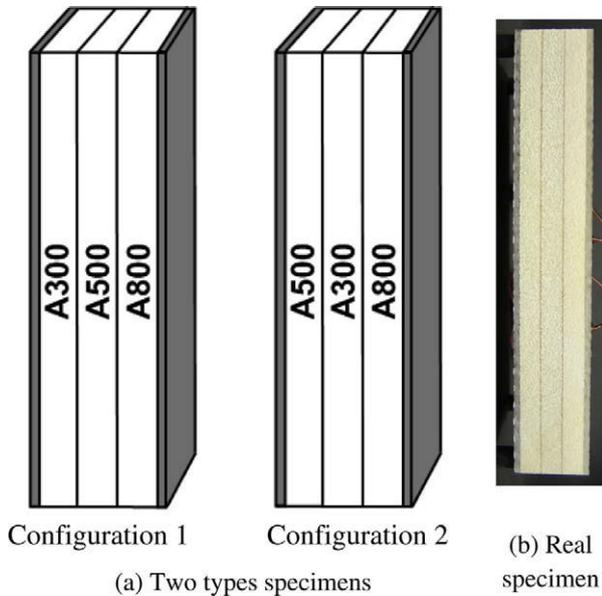 A300
A500
A800
A500
A300
A800
Configuration 1
Configuration 2
(a) Two types specimens
(b) Real
specimen